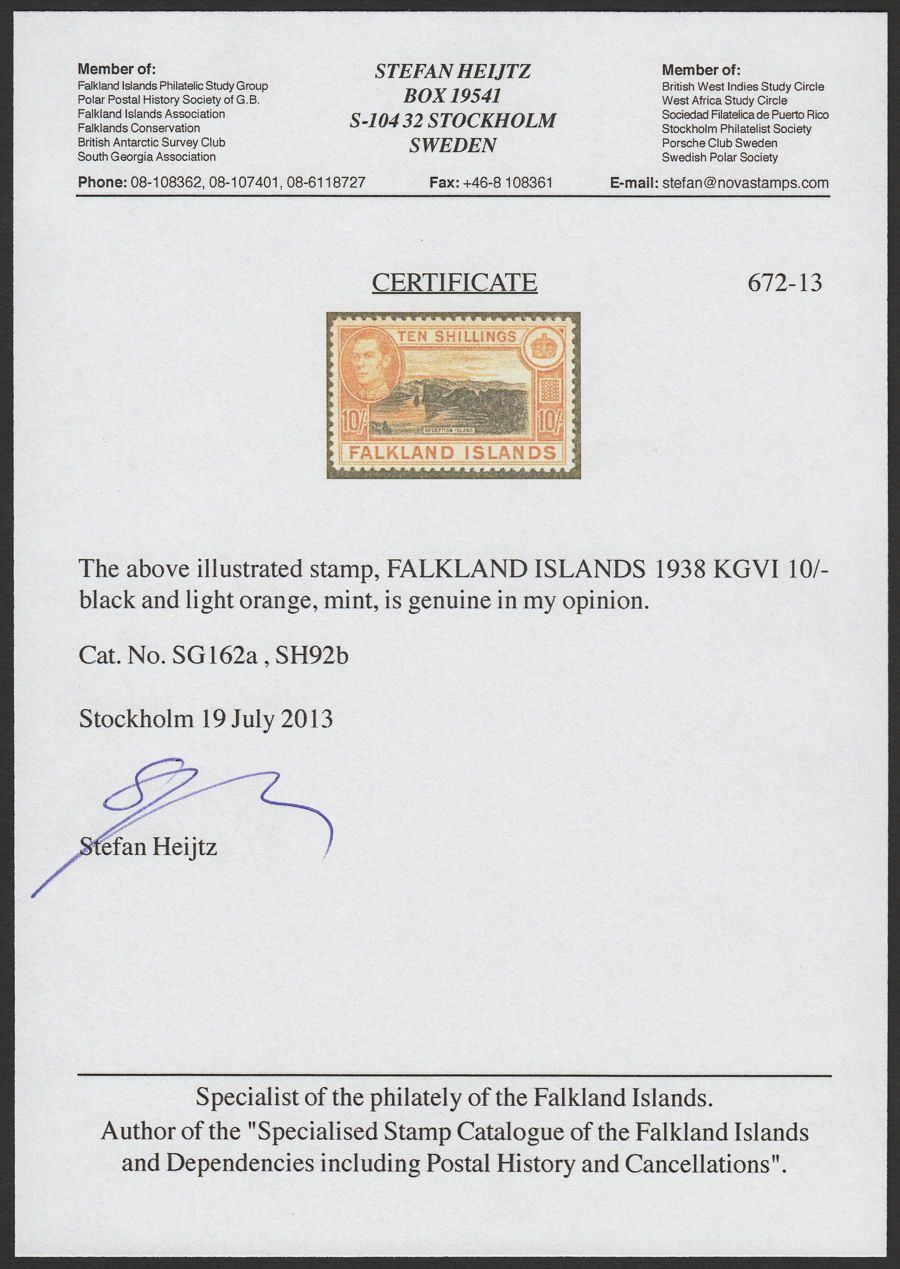 Member of:
Falkland Islands Philatelic Study Group
Polar Postal History Society of G.B.
Falkland Islands Association
Falklands Conservation
British Antarctic Survey Club
South Georgia Association
STEFAN HEIJTZ
BOX 19541
S-104 32 STOCKHOLM
SWEDEN
Member of:
British West Indies Study Circle
West Africa Study Circle
Sociedad Filatelica de Puerto Rico
Stockholm Philatelist Society
Porsche Club Sweden
Swedish Polar Society
Phone: 08-108362, 08-107401, 08-6118727 Fax: +46-8 108361 E-mail: stefan@novastamps.com
CERTIFICATE 672-13
TEN SHILLINGS
10/- 10/-
DECEPTION ISLAND
FALKLAND ISLANDS
The above illustrated stamp, FALKLAND ISLANDS 1938 KGVI 10/-
black and light orange, mint, is genuine in my opinion.
Cat. No. SG162a , SH92b
Stockholm 19 July 2013
Stefan Heijtz
Specialist of the philately of the Falkland Islands.
Author of the "Specialised Stamp Catalogue of the Falkland Islands
and Dependencies including Postal History and Cancellations".